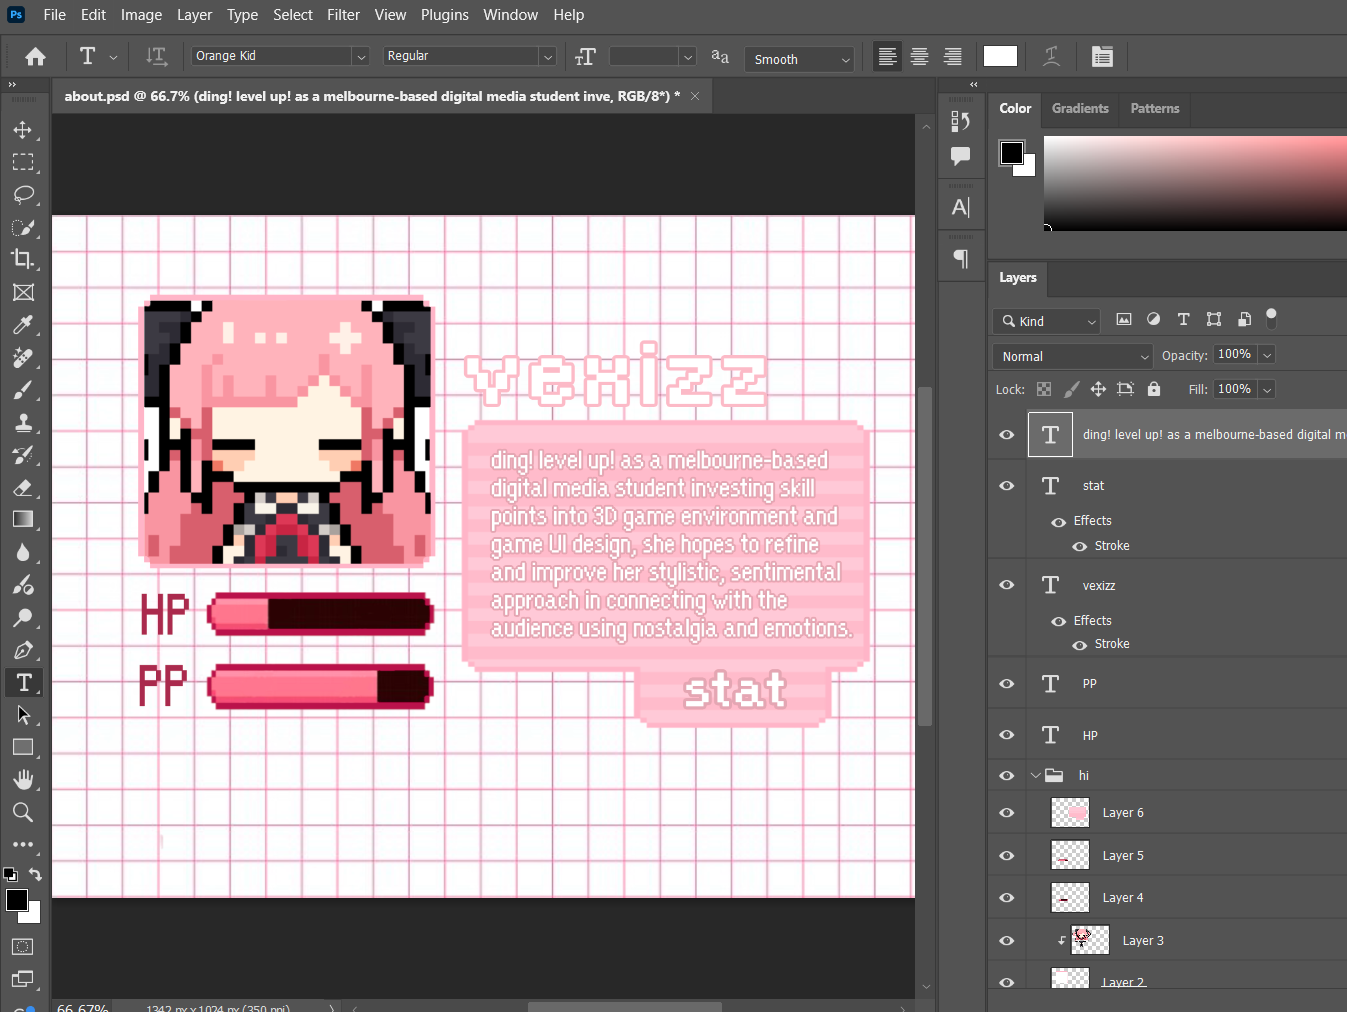 Ps File Edit Image Layer Type Select Filter View Plugins Window Help
Orange Kid Regular Smooth
about.psd @ 66.7% (ding! level up! as a melbourne-based digital media student inve, RGB/8*) *
vexizz
ding! level up! as a melbourne-based
digital media student investing skill
points into 3D game environment and
game UI design, she hopes to refine
and improve her stylistic, sentimental
approach in connecting with the
audience using nostalgia and emotions.
stat
HP
PP
66.67% 1342 px x 1024 px (350 ppi)
Color Gradients Patterns
Layers
Kind
Normal Opacity: 100%
Lock: Fill: 100%
ding! level up! as a melbourne-based digital m
stat
Effects
Stroke
vexizz
Effects
Stroke
PP
HP
hi
Layer 6
Layer 5
Layer 4
Layer 3
Layer 2